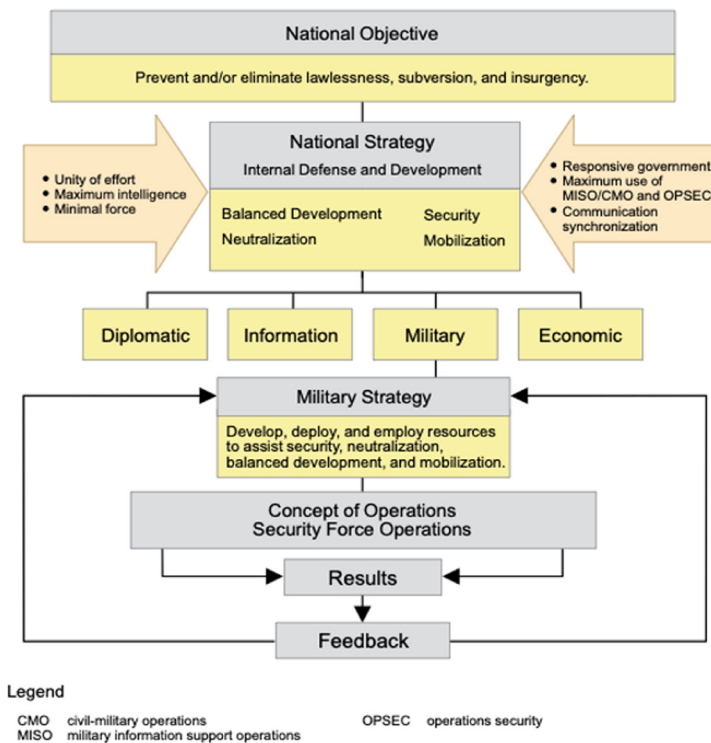 National Objective
Prevent and/or eliminate lawlessness, subversion, and insurgency.
National Strategy
Internal Defense and Development
• Unity of effort
• Maximum intelligence
• Minimal force
Balanced Development
Security
Neutralization
Mobilization
• Responsive government
• Maximum use of
MISO/CMO and OPSEC
• Communication
synchronization
Diplomatic
Information
Military
Economic
Military Strategy
Develop, deploy, and employ resources
to assist security, neutralization,
balanced development, and mobilization.
Concept of Operations
Security Force Operations
Results
Feedback
Legend
CMO civil-military operations
MISO military information support operations
OPSEC operations security